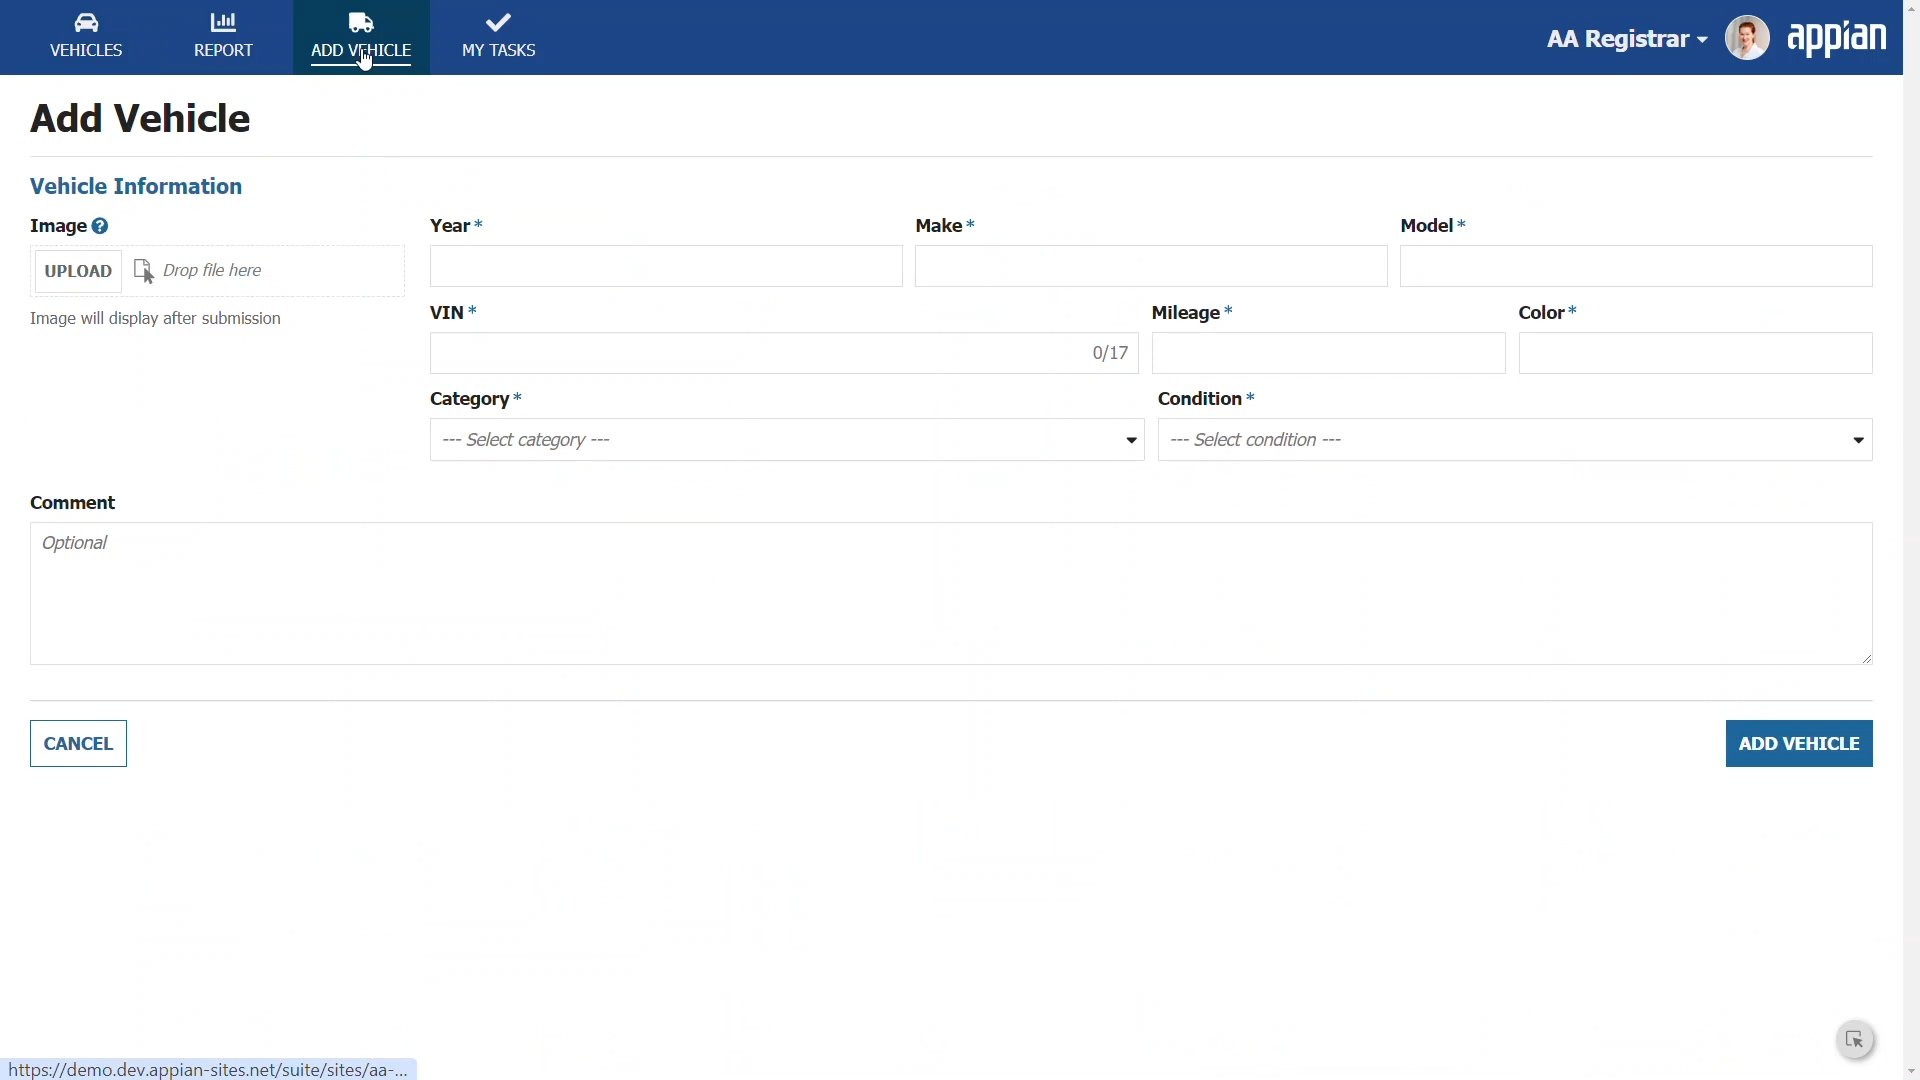 VEHICLES
REPORT
ADD VEHICLE
MY TASKS
AA Registrar
appian
Add Vehicle
Vehicle Information
Image ?
Year *
Make *
Model *
UPLOAD
Drop file here
Image will display after submission
VIN *
Mileage *
Color *
0/17
Category *
Condition *
--- Select category ---
--- Select condition ---
Comment
Optional
CANCEL
ADD VEHICLE
https://demo.dev.appian-sites.net/suite/sites/aa-...